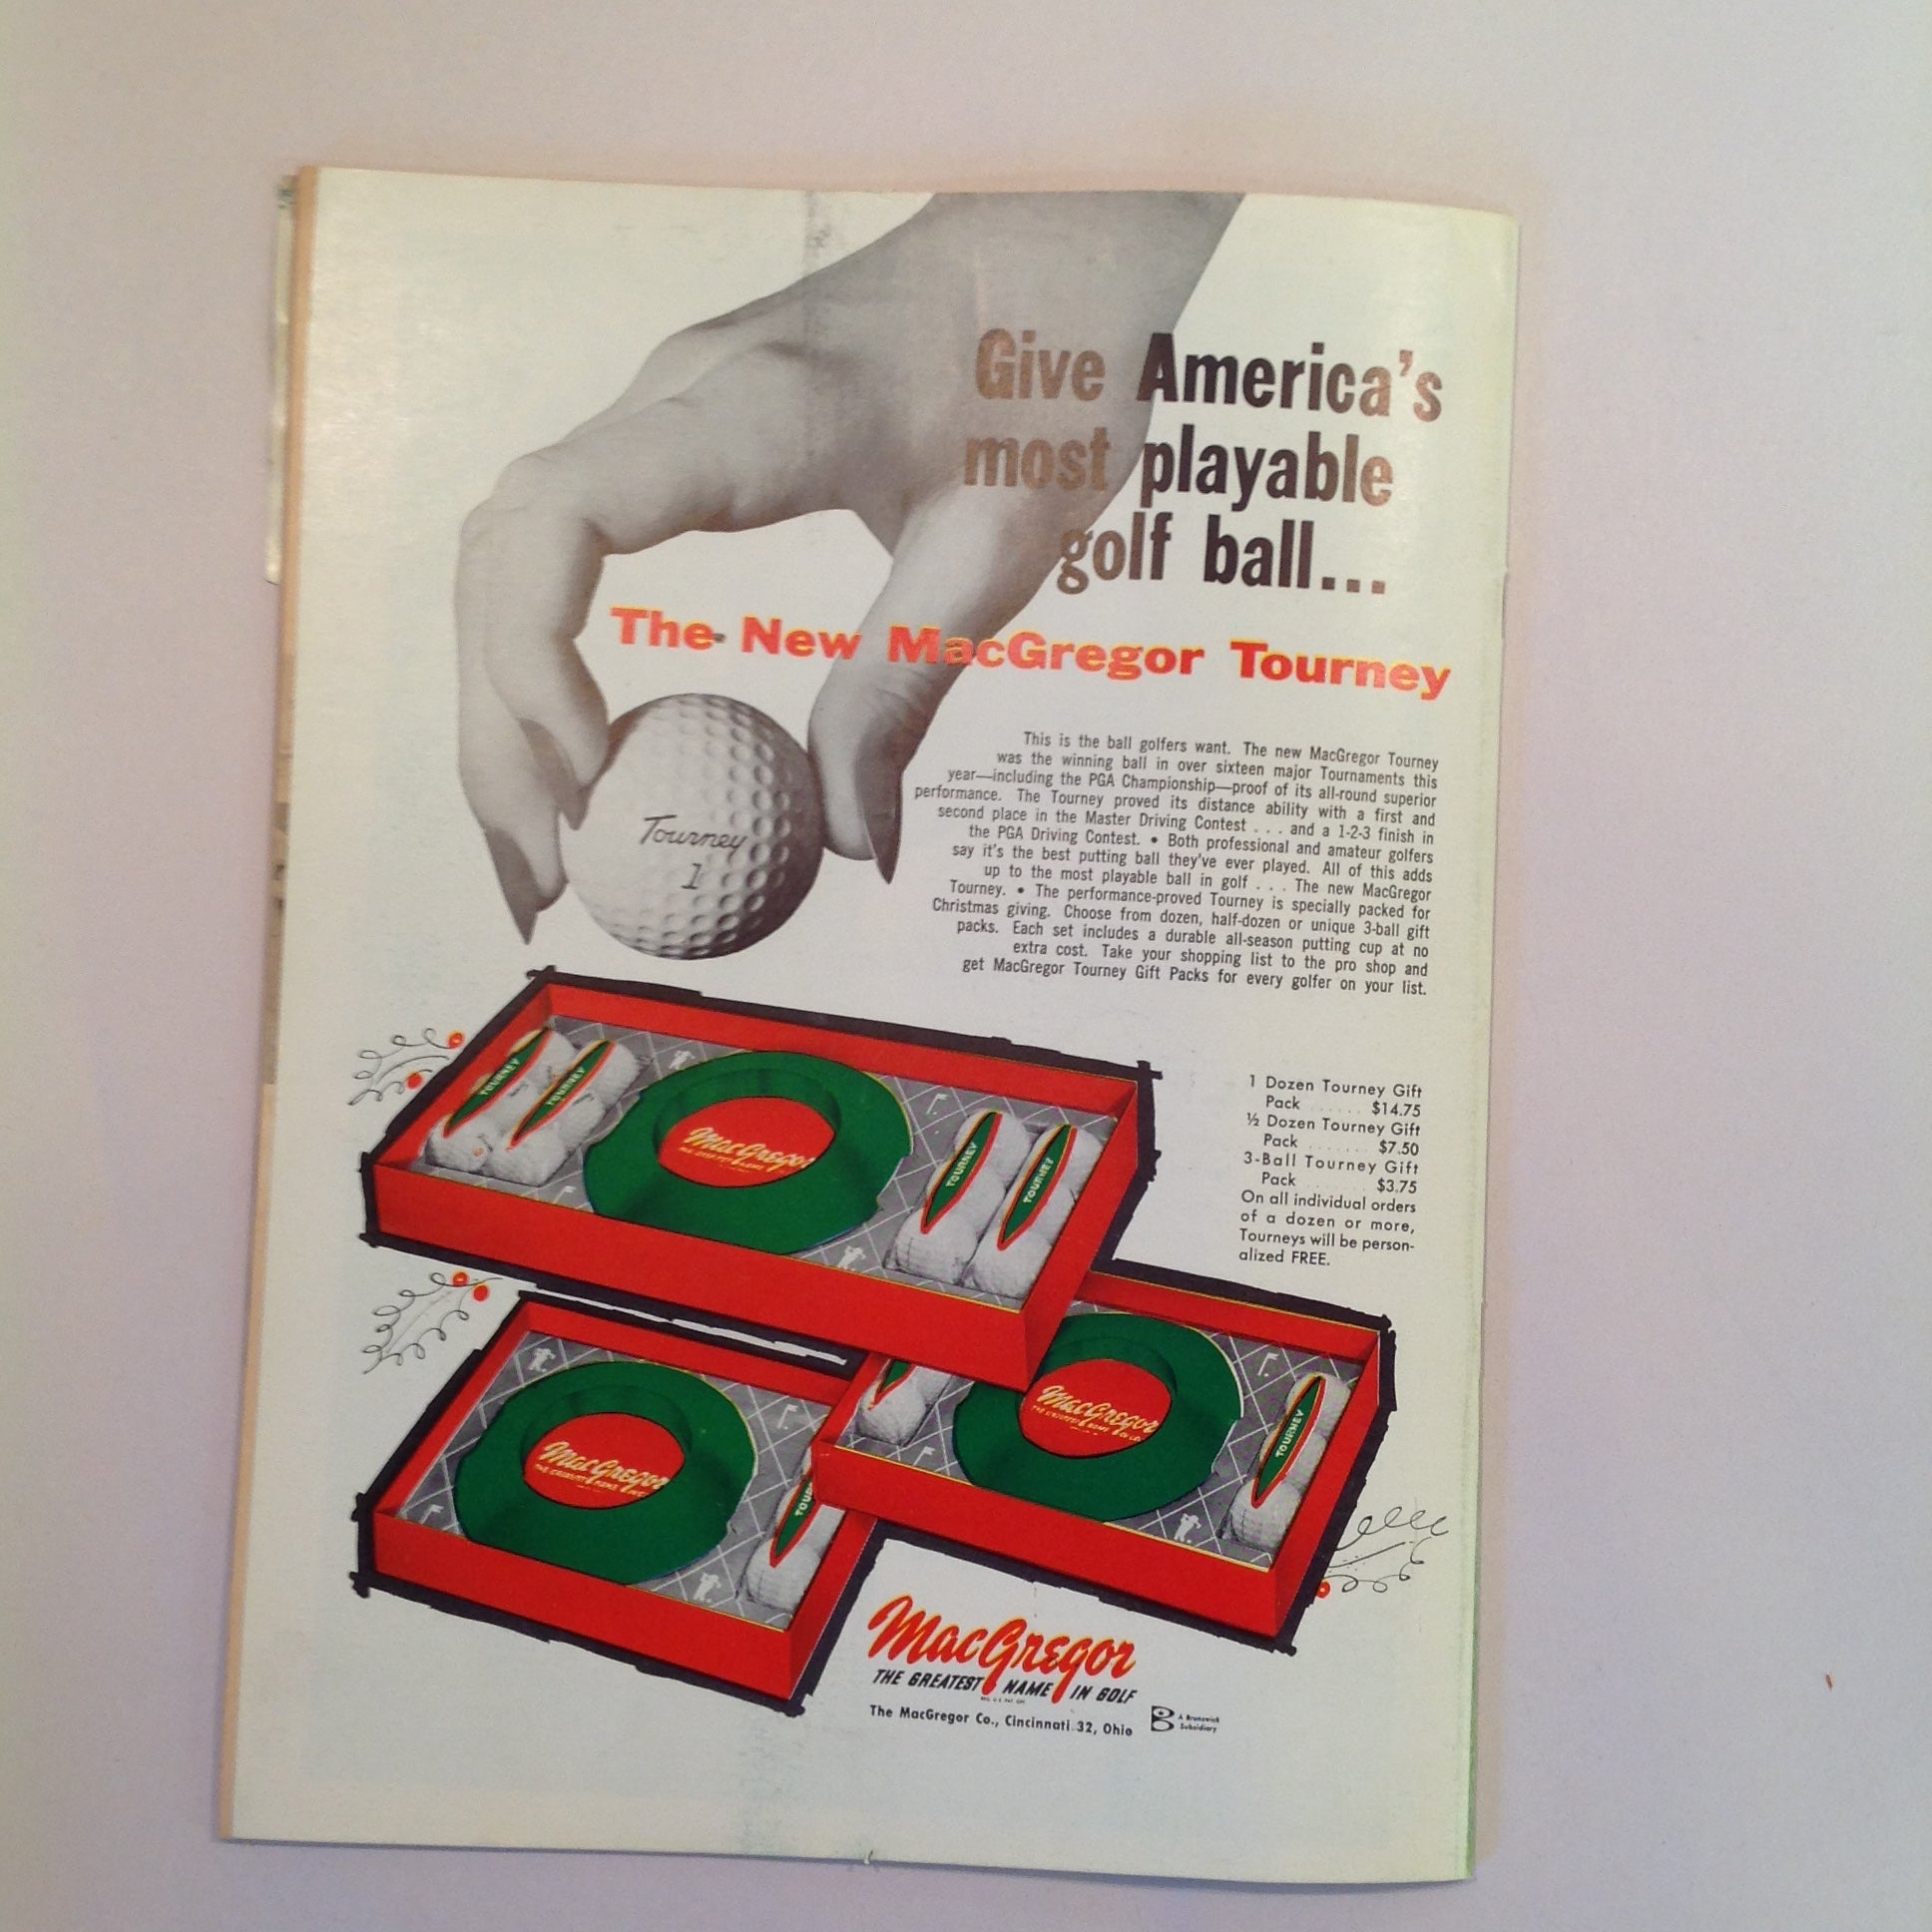 Give America's
most playable
golf ball...
The New MacGregor Tourney
This is the ball golfers want. The new MacGregor Tourney
was the winning ball in over sixteen major Tournaments this
year—including the PGA Championship—proof of its all-round superior
performance. The Tourney proved its distance ability with a first and
second place in the Master Driving Contest . . . and a 1-2-3 finish in
the PGA Driving Contest. • Both professional and amateur golfers
say it's the best putting ball they've ever played. All of this adds
up to the most playable ball in golf . . . The new MacGregor
Tourney. • The performance-proved Tourney is specially packed for
Christmas giving. Choose from dozen, half-dozen or unique 3-ball gift
packs. Each set includes a durable all-season putting cup at no
extra cost. Take your shopping list to the pro shop and
get MacGregor Tourney Gift Packs for every golfer on your list.
Tourney
1
1 Dozen Tourney Gift
Pack ...... $14.75
½ Dozen Tourney Gift
Pack ........ $7.50
3-Ball Tourney Gift
Pack ........ $3.75
On all individual orders
of a dozen or more,
Tourneys will be person-
alized FREE.
TOURNEY
TOURNEY
MacGregor
TOURNEY
TOURNEY
MacGregor
THE GREATEST NAME IN GOLF
TOURNEY
MacGregor
TOUR
MacGregor
THE GREATEST NAME IN GOLF
The MacGregor Co., Cincinnati 32, Ohio
A Brunswick
Subsidiary